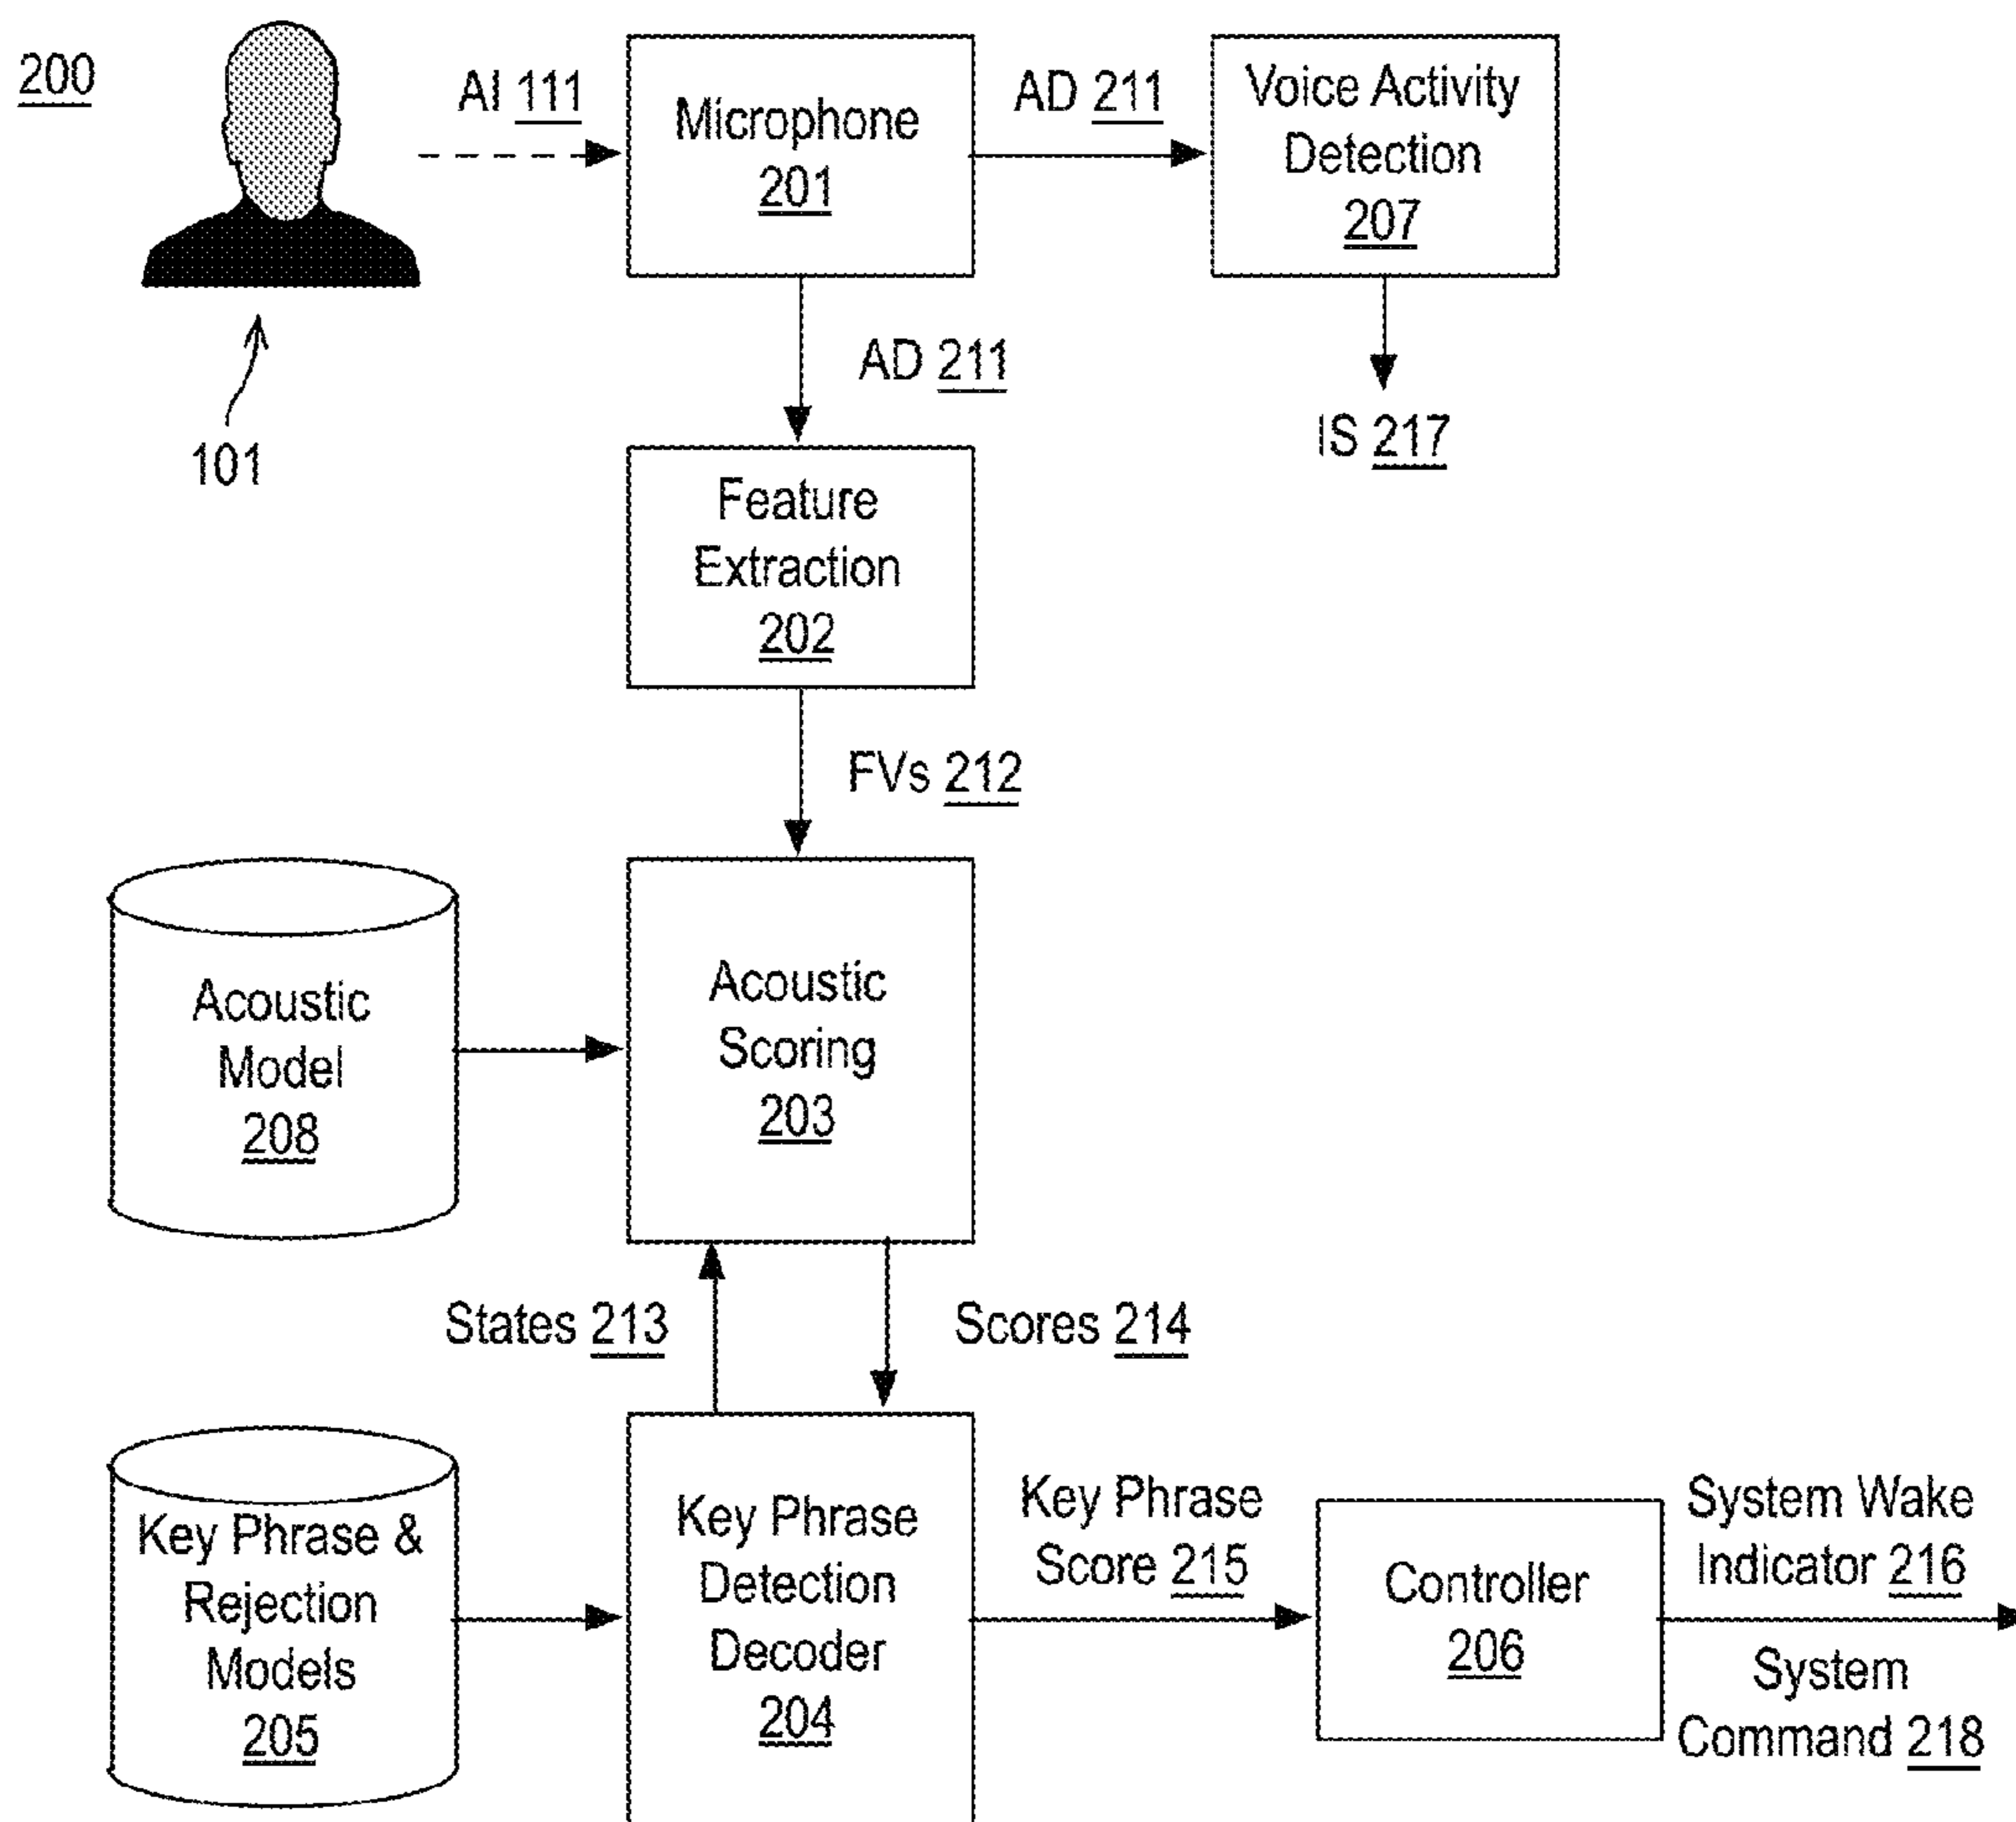 200
AI 111
Microphone
201
AD 211
Voice Activity
Detection
207
101
AD 211
IS 217
Feature
Extraction
202
FVs 212
Acoustic
Model
208
Acoustic
Scoring
203
States 213
Scores 214
Key Phrase &
Rejection
Models
205
Key Phrase
Detection
Decoder
204
Key Phrase
Score 215
Controller
206
System Wake
Indicator 216
System
Command 218